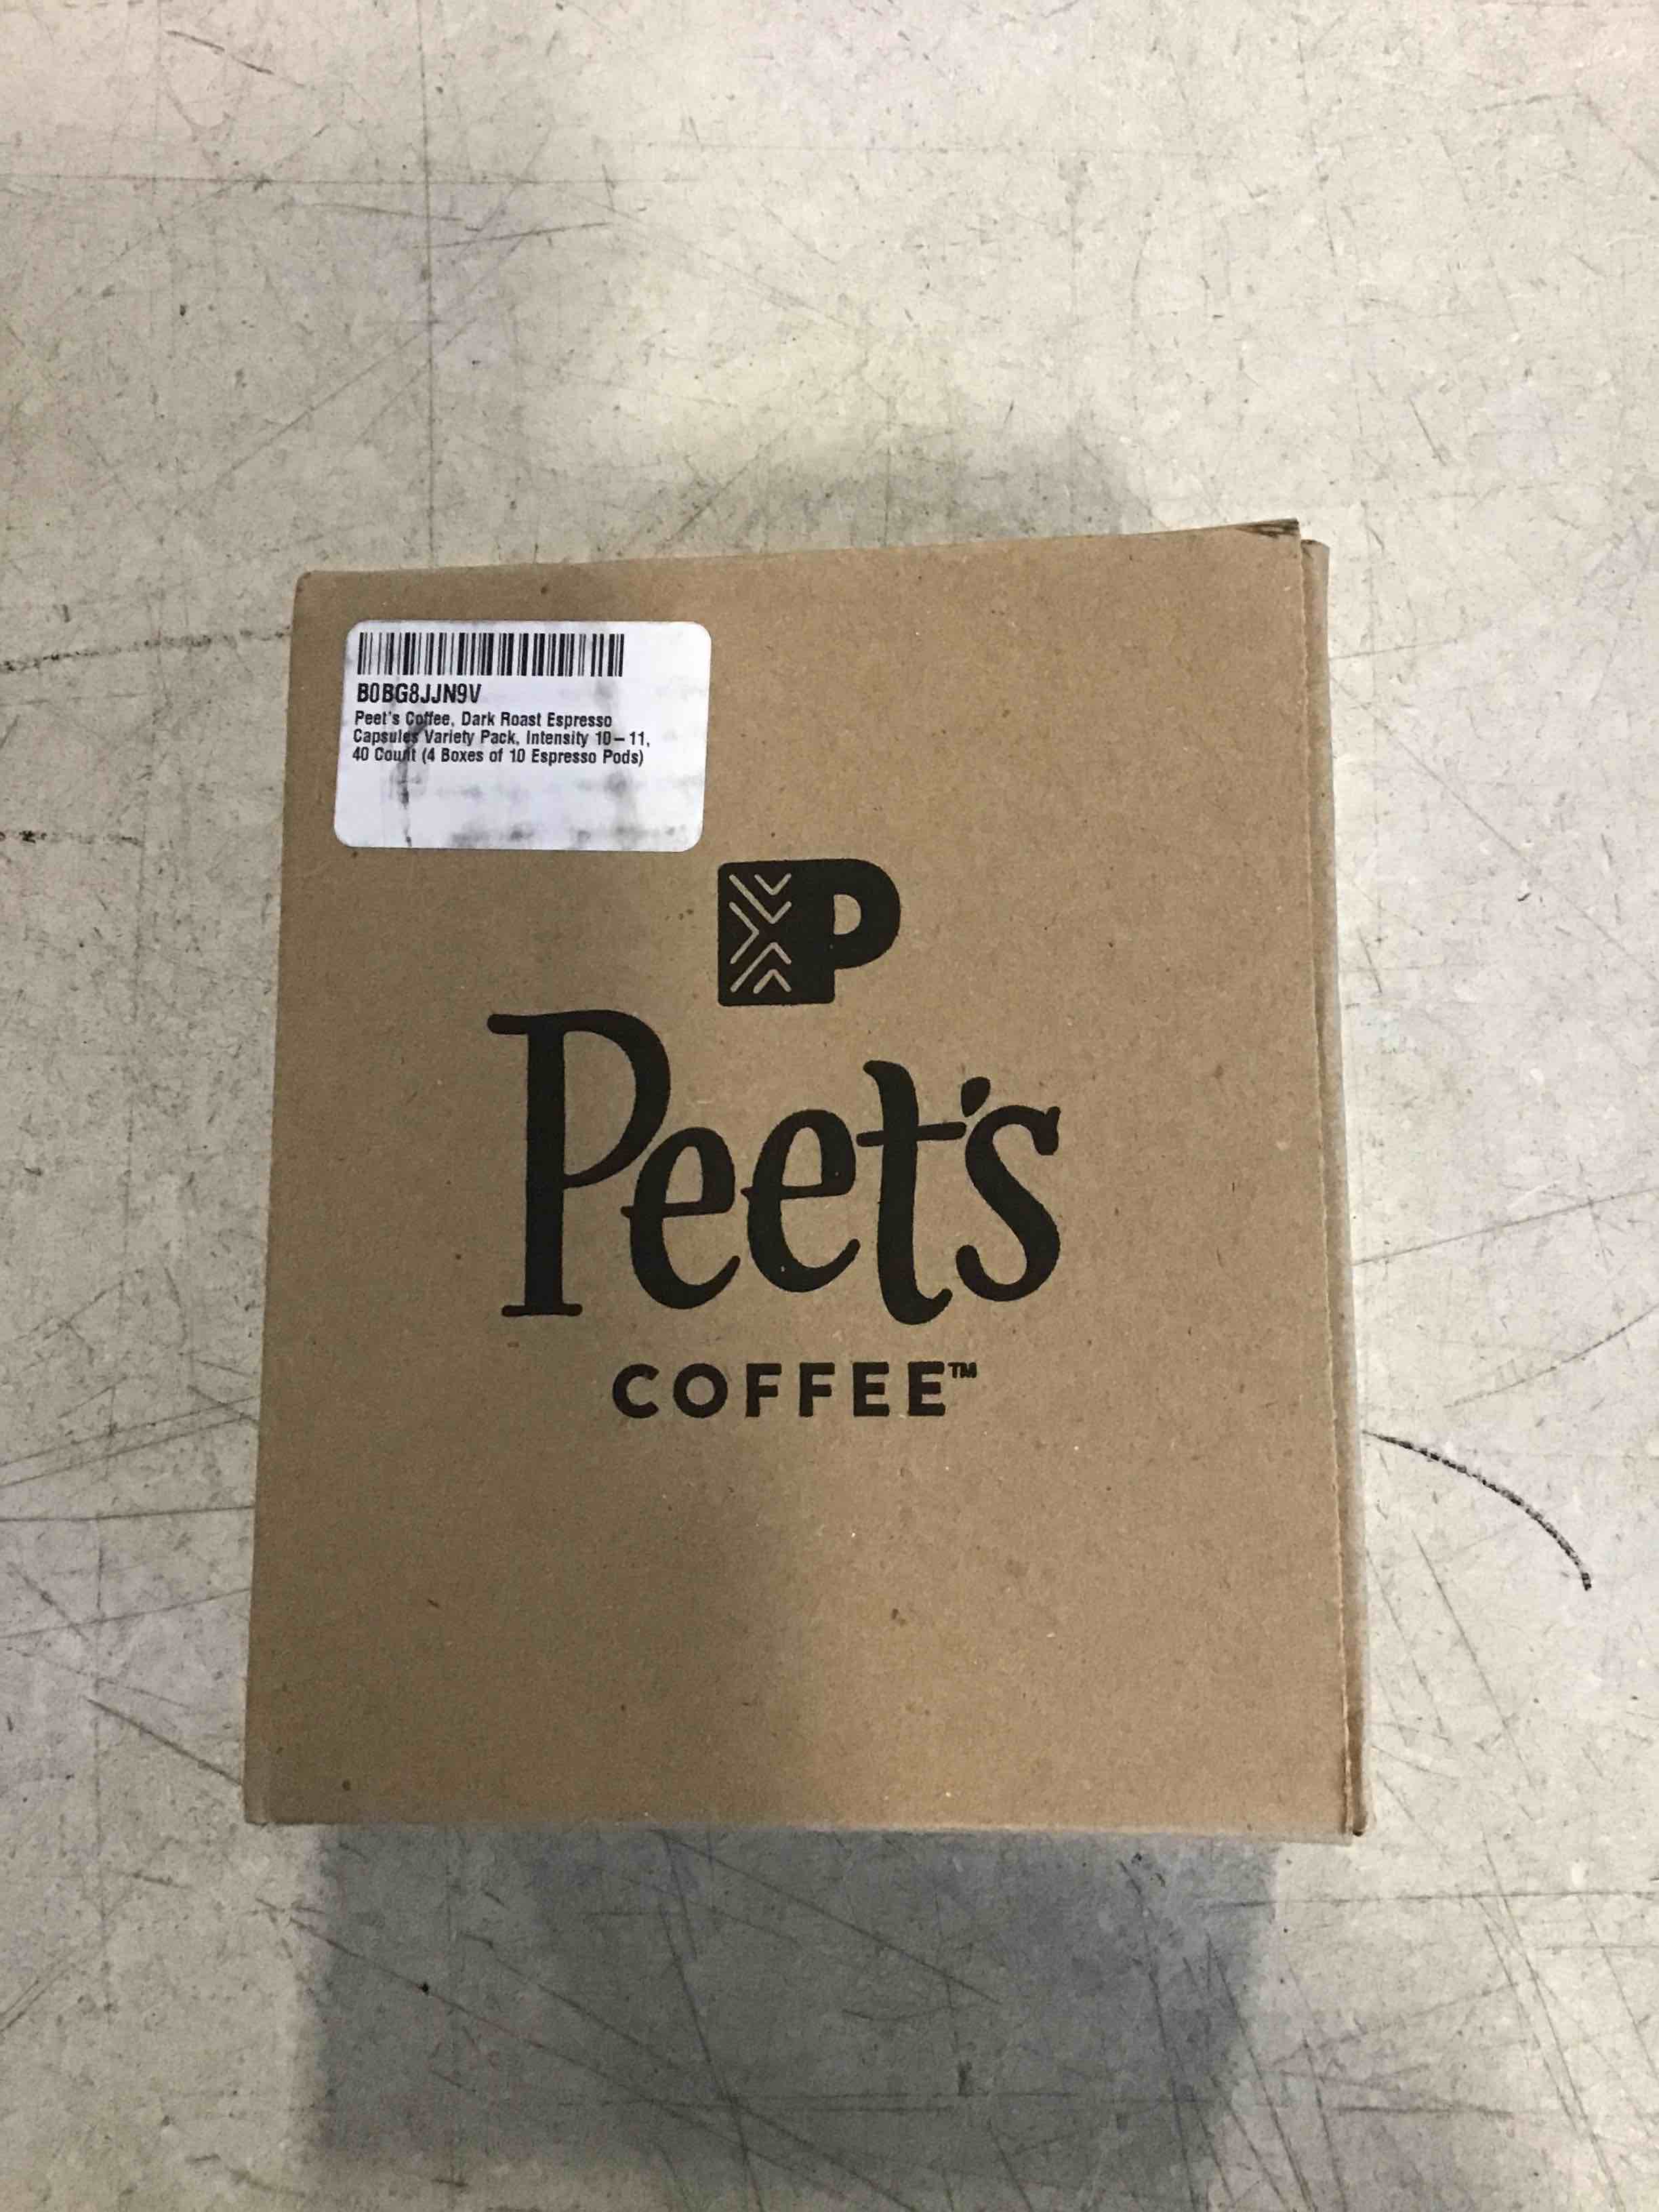 B0BG8JJN9V
Peet's Coffee, Dark Roast Espresso
Capsules Variety Pack, Intensity 10–11,
40 Count (4 Boxes of 10 Espresso Pods)
P
Peet's
COFFEE™